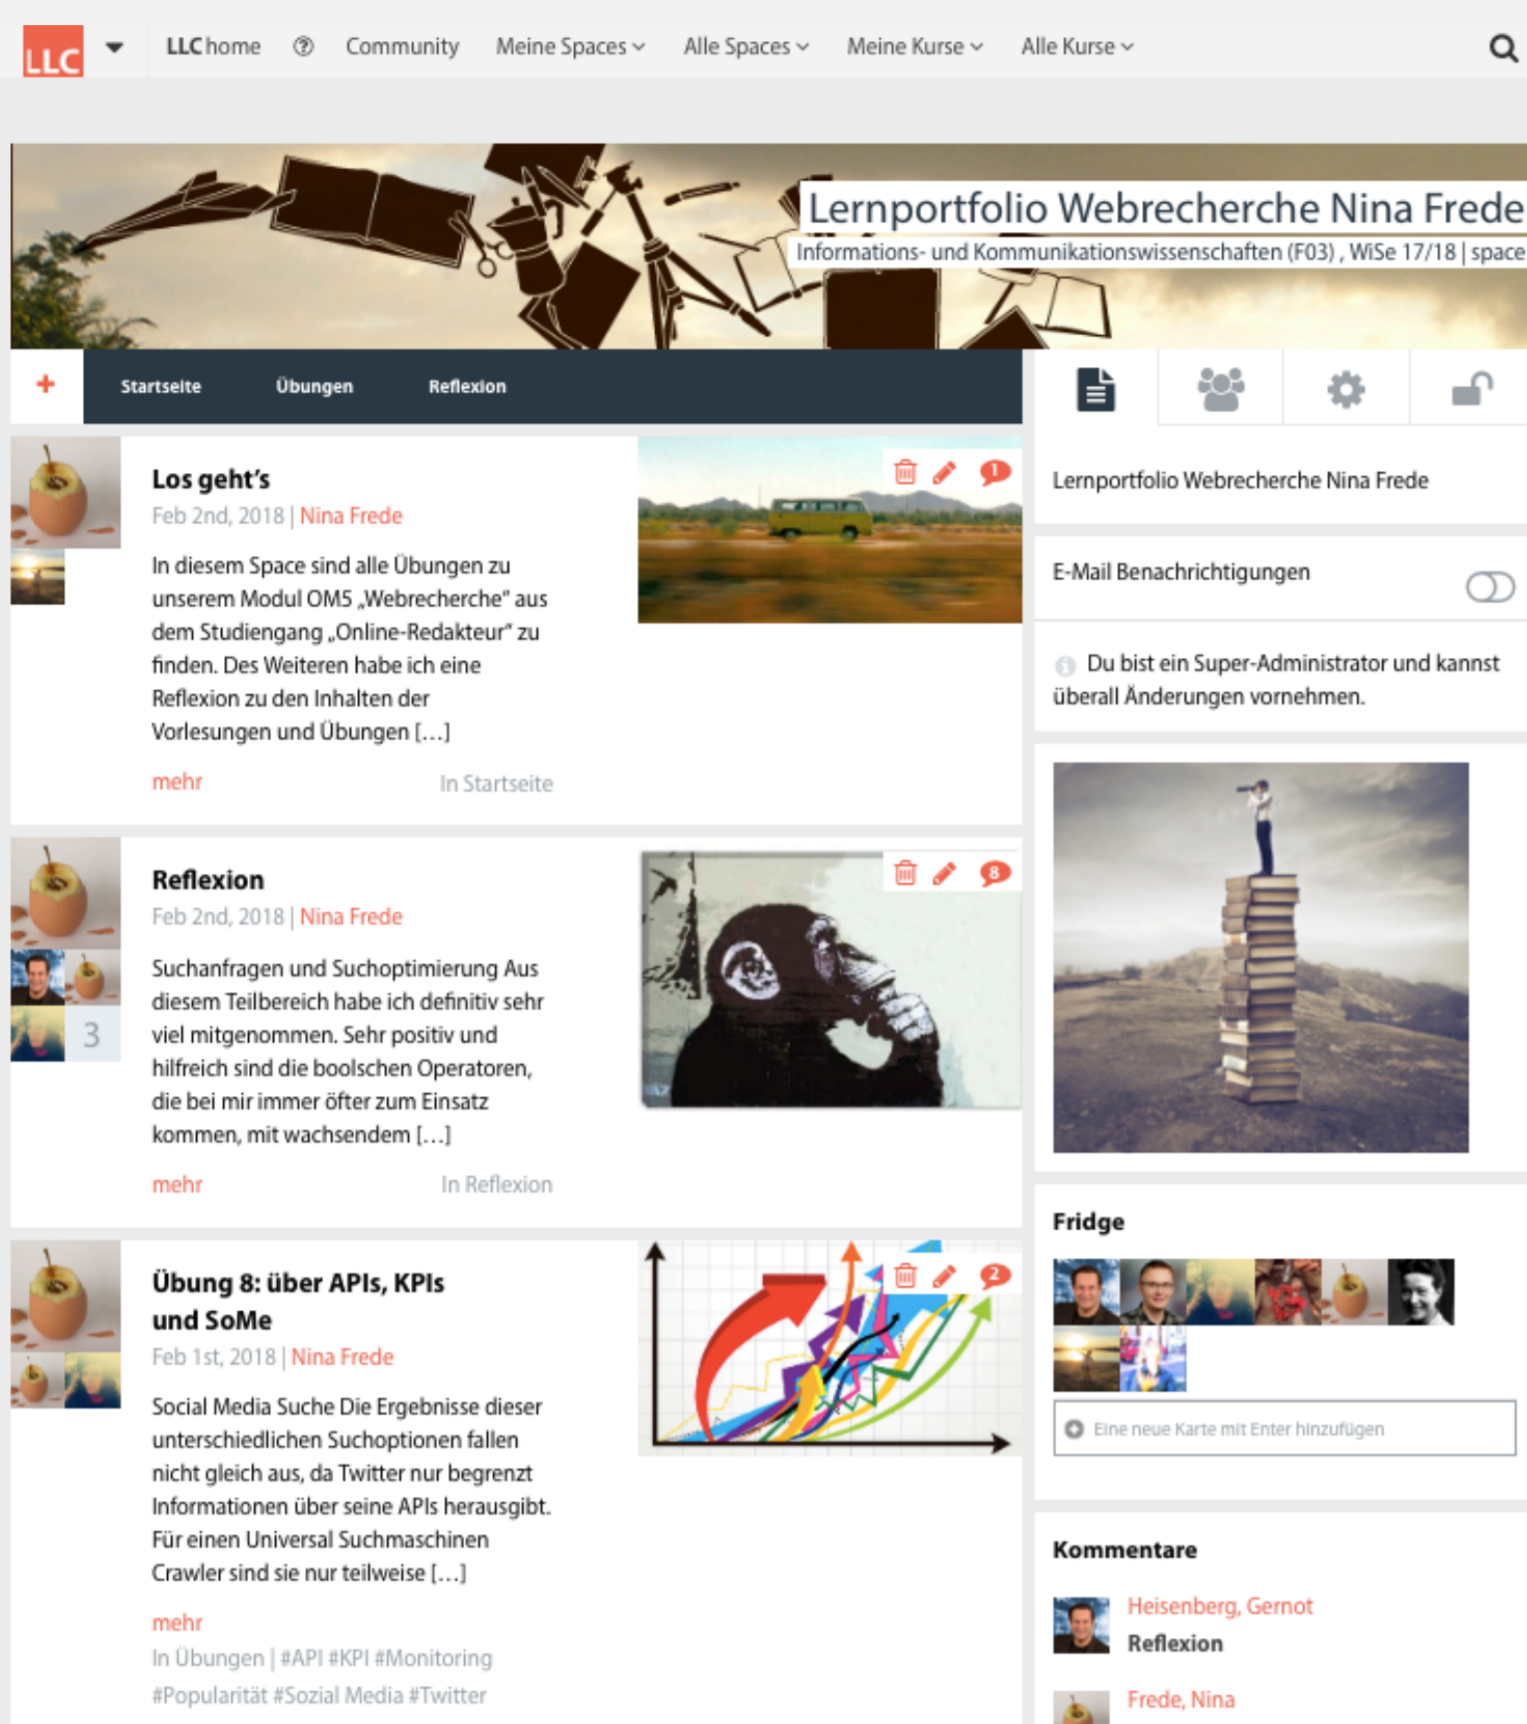 LLC
LLC home
Community
Meine Spaces
Alle Spaces
Meine Kurse
Alle Kurse
Lernportfolio Webrecherche Nina Frede
Informations- und Kommunikationswissenschaften (F03) , WiSe 17/18 | space
+
Startseite
Übungen
Reflexion
Los geht's
Feb 2nd, 2018 | Nina Frede
In diesem Space sind alle Übungen zu
unserem Modul OM5 „Webrecherche“ aus
dem Studiengang „Online-Redakteur“ zu
finden. Des Weiteren habe ich eine
Reflexion zu den Inhalten der
Vorlesungen und Übungen […]
mehr
In Startseite
1
Reflexion
Feb 2nd, 2018 | Nina Frede
3
Suchanfragen und Suchoptimierung Aus
diesem Teilbereich habe ich definitiv sehr
viel mitgenommen. Sehr positiv und
hilfreich sind die boolschen Operatoren,
die bei mir immer öfter zum Einsatz
kommen, mit wachsendem […]
mehr
In Reflexion
8
Übung 8: über APIs, KPIs
und SoMe
Feb 1st, 2018 | Nina Frede
Social Media Suche Die Ergebnisse dieser
unterschiedlichen Suchoptionen fallen
nicht gleich aus, da Twitter nur begrenzt
Informationen über seine APIs herausgibt.
Für einen Universal Suchmaschinen
Crawler sind sie nur teilweise […]
mehr
In Übungen | #API #KPI #Monitoring
#Popularität #Sozial Media #Twitter
2
Lernportfolio Webrecherche Nina Frede
E-Mail Benachrichtigungen
Du bist ein Super-Administrator und kannst
überall Änderungen vornehmen.
Fridge
Eine neue Karte mit Enter hinzufügen
Kommentare
Heisenberg, Gernot
Reflexion
Frede, Nina